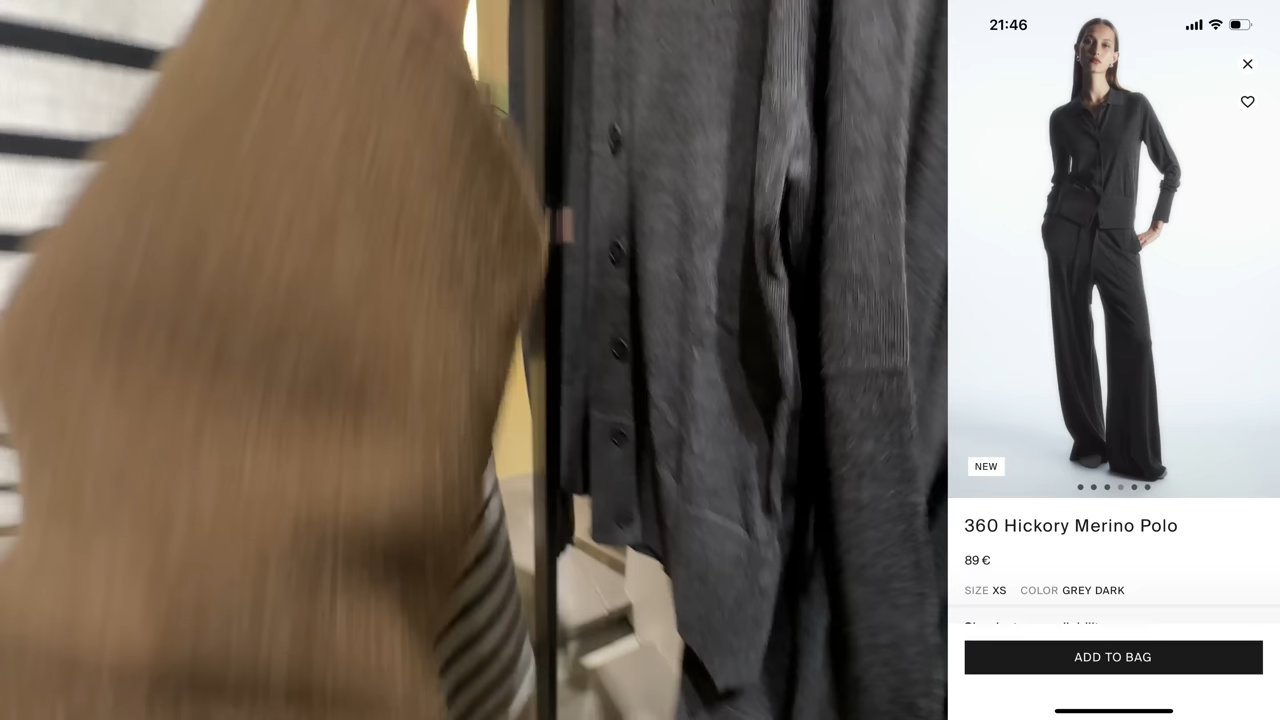 21:46
NEW
360 Hickory Merino Polo
89 €
SIZE XS COLOR GREY DARK
ADD TO BAG